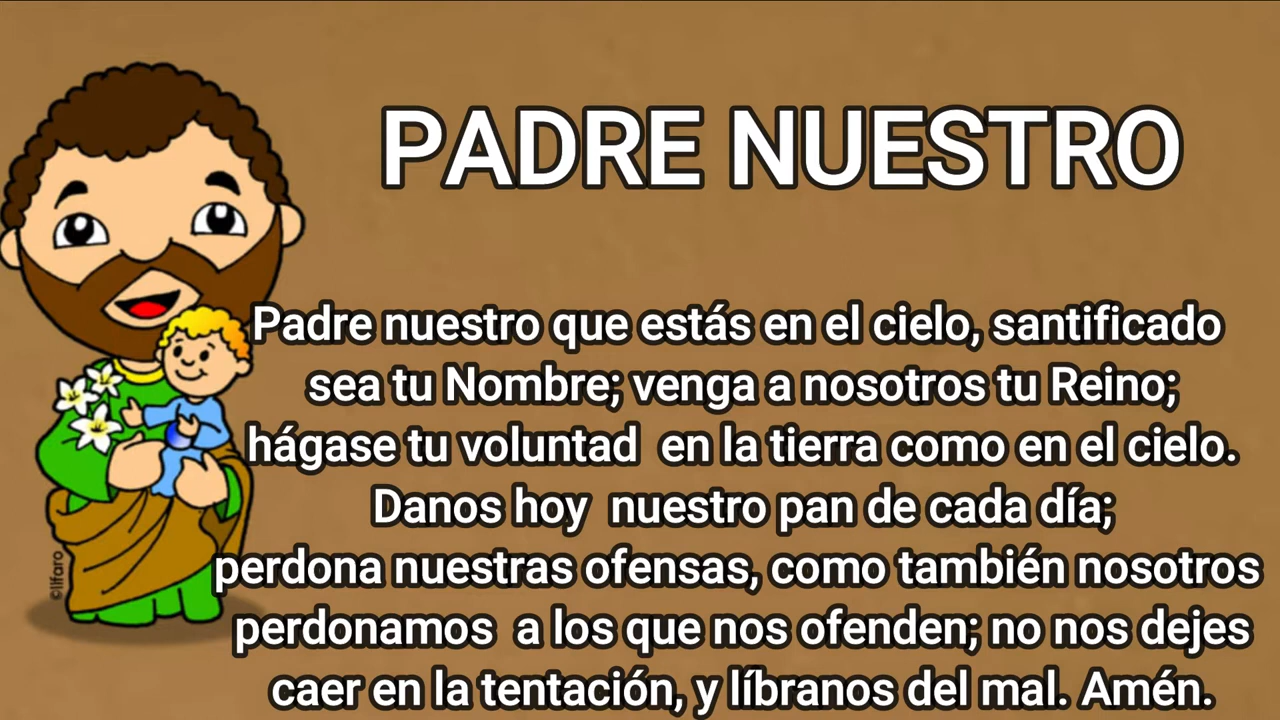 PADRE NUESTRO
Padre nuestro que estás en el cielo, santificado
sea tu Nombre; venga a nosotros tu Reino;
hágase tu voluntad en la tierra como en el cielo.
Danos hoy nuestro pan de cada día;
perdona nuestras ofensas, como también nosotros
perdonamos a los que nos ofenden; no nos dejes
caer en la tentación, y líbranos del mal. Amén.
©lifaro